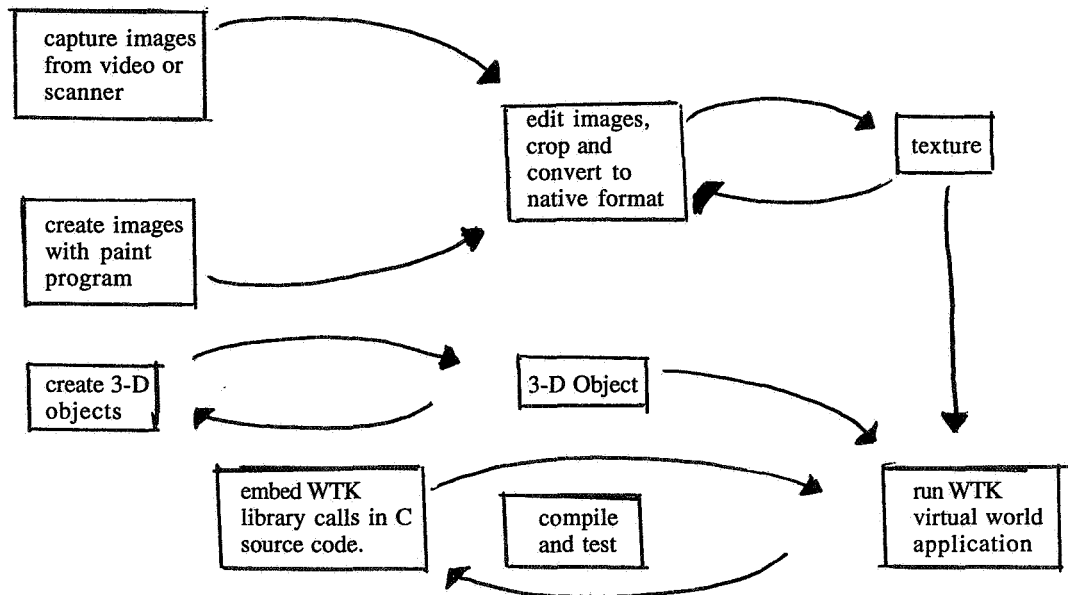 capture images
from video or
scanner
edit images,
crop and
convert to
native format
texture
create images
with paint
program
create 3-D
objects
3-D Object
embed WTK
library calls in C
source code.
compile
and test
run WTK
virtual world
application